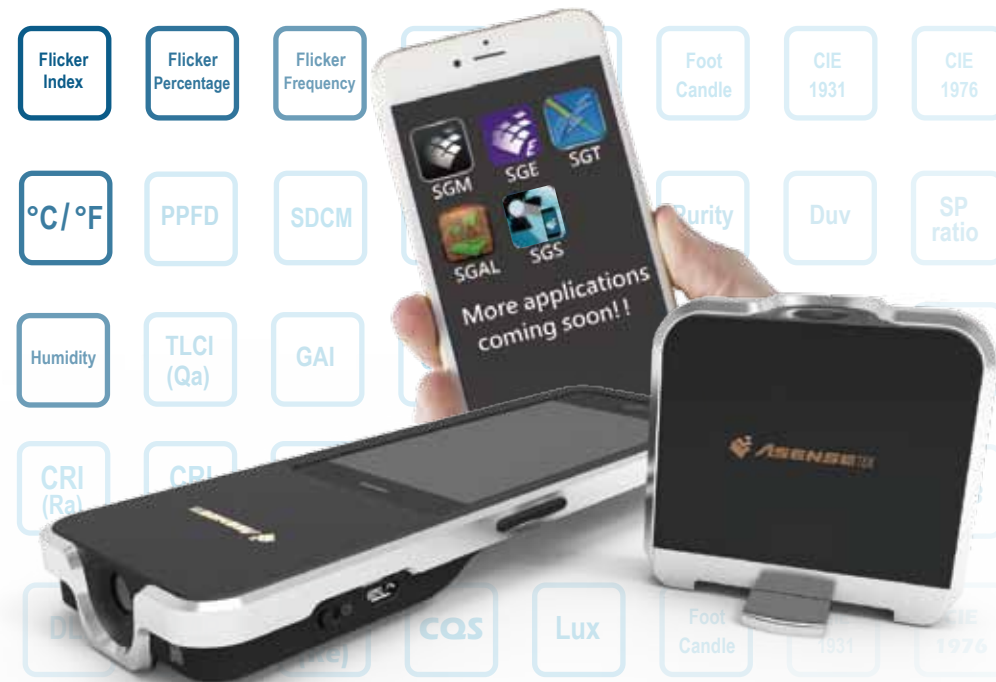 Flicker
Index
Flicker
Percentage
Flicker
Frequency
Foot
Candle
CIE
1931
CIE
1976
SGM
SGE
SGT
SGAL
SGS
More applications
coming soon!!
°C/°F
PPFD
SDCM
Purity
Duv
SP
ratio
Humidity
TLCI
(Qa)
GAI
ASENSETEK
CRI
(Ra)
CRI
CQS
Lux
Foot
Candle
CIE
1931
CIE
1976